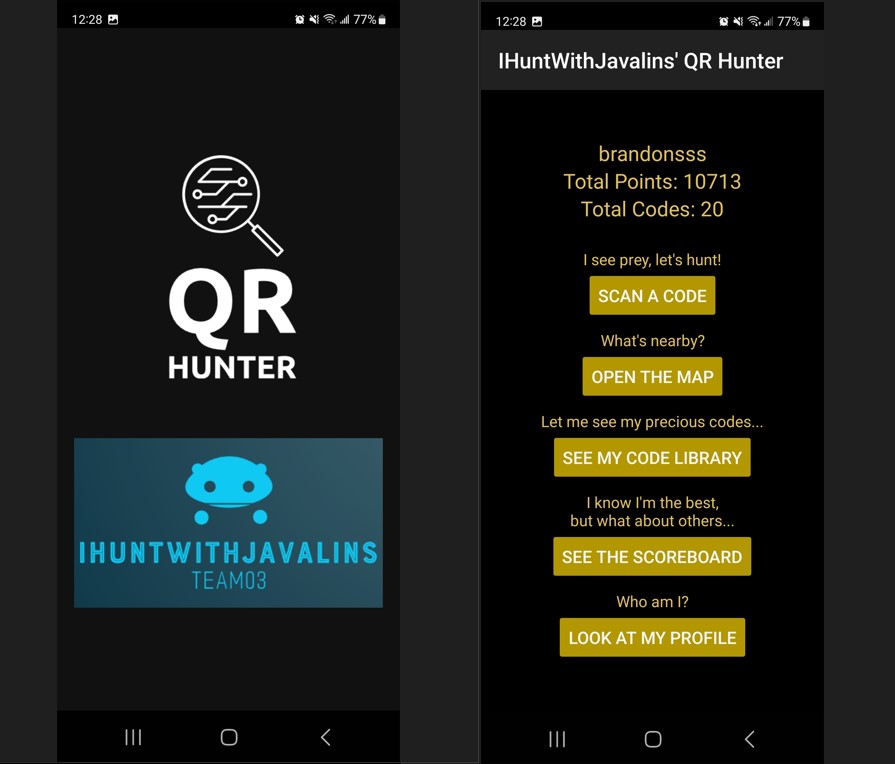 12:28
77%
QR
HUNTER
IHUNTWITHJAVALINS
TEAM03
12:28
77%
IHuntWithJavalins' QR Hunter
brandonsss
Total Points: 10713
Total Codes: 20
I see prey, let's hunt!
SCAN A CODE
What's nearby?
OPEN THE MAP
Let me see my precious codes...
SEE MY CODE LIBRARY
I know I'm the best,
but what about others...
SEE THE SCOREBOARD
Who am I?
LOOK AT MY PROFILE